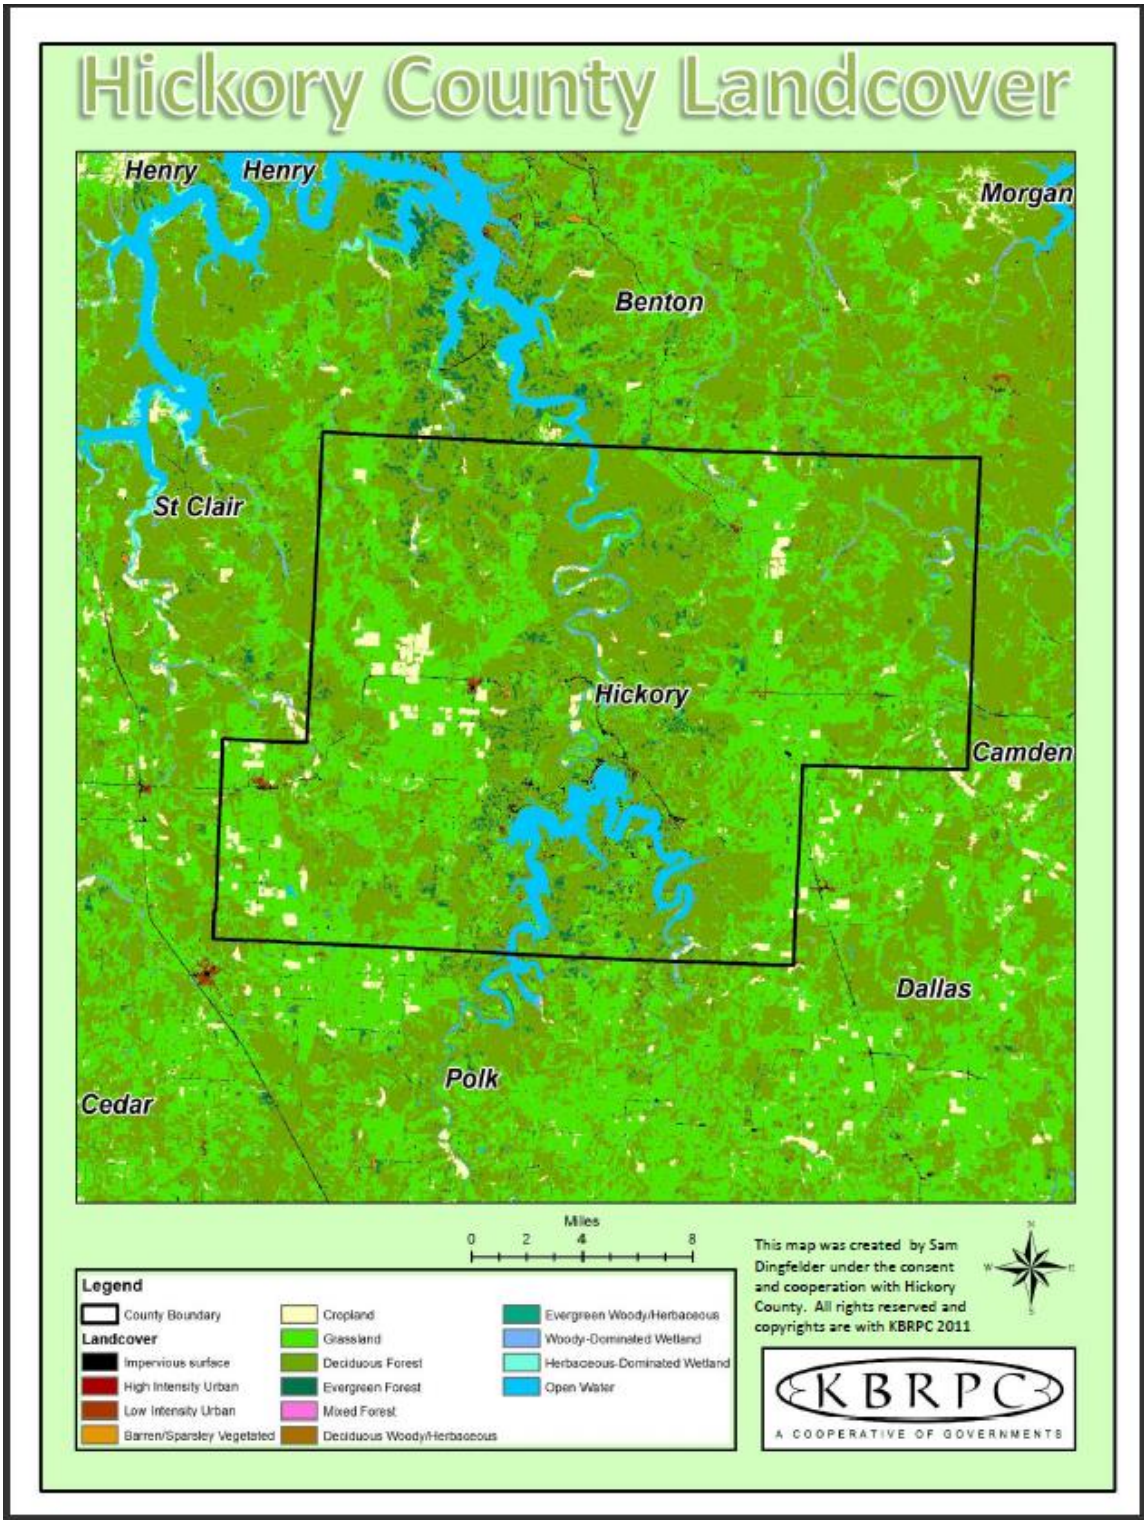 Hickory County Landcover
Henry
Henry
Morgan
Benton
St Clair
Hickory
Camden
Dallas
Polk
Cedar
Miles
0 2 4 8
This map was created by Sam
Dingfelder under the consent
and cooperation with Hickory
County. All rights reserved and
copyrights are with KBRPC 2011
N
W E
S
Legend
County Boundary
Landcover
Impervious surface
High Intensity Urban
Low Intensity Urban
Barren/Sparsley Vegetated
Cropland
Grassland
Deciduous Forest
Evergreen Forest
Mixed Forest
Deciduous Woody/Herbaceous
Evergreen Woody/Herbaceous
Woody-Dominated Wetland
Herbaceous-Dominated Wetland
Open Water
KBRPC
A COOPERATIVE OF GOVERNMENTS